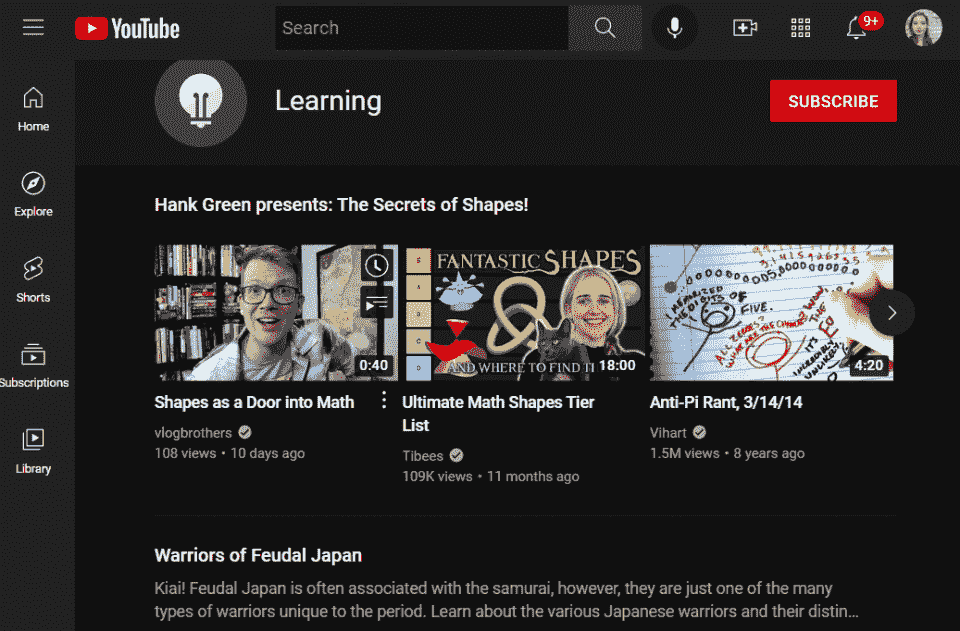 YouTube
Search
9+
Home
Explore
Shorts
Subscriptions
Library
Learning
SUBSCRIBE
Hank Green presents: The Secrets of Shapes!
0:40
Shapes as a Door into Math
vlogbrothers
108 views • 10 days ago
FANTASTIC SHAPES
S
A
B
C
D
AND WHERE TO FIND
18:00
Ultimate Math Shapes Tier
List
Tibees
109K views • 11 months ago
OF
FIVE.
4:20
Anti-Pi Rant, 3/14/14
Vihart
1.5M views • 8 years ago
Warriors of Feudal Japan
Kiai! Feudal Japan is often associated with the samurai, however, they are just one of the many
types of warriors unique to the period. Learn about the various Japanese warriors and their distin...